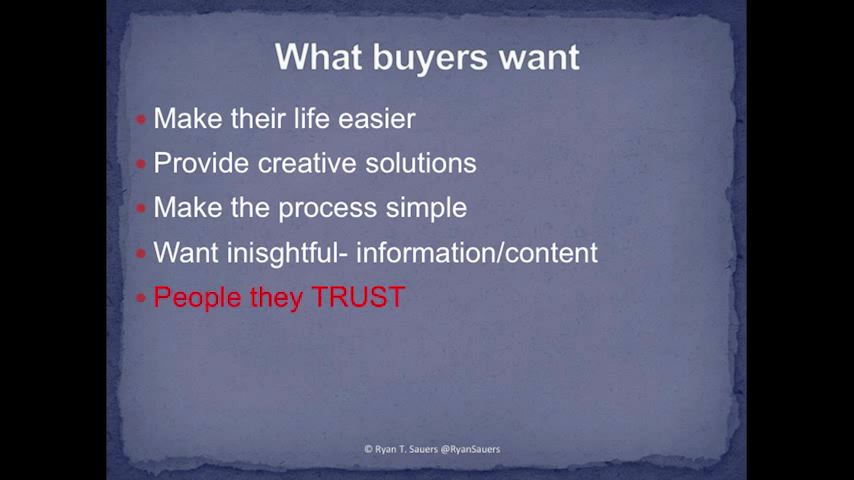 What buyers want
Make their life easier
Provide creative solutions
Make the process simple
Want inisghtful- information/content
People they TRUST
© Ryan T. Sauers @RyanSauers